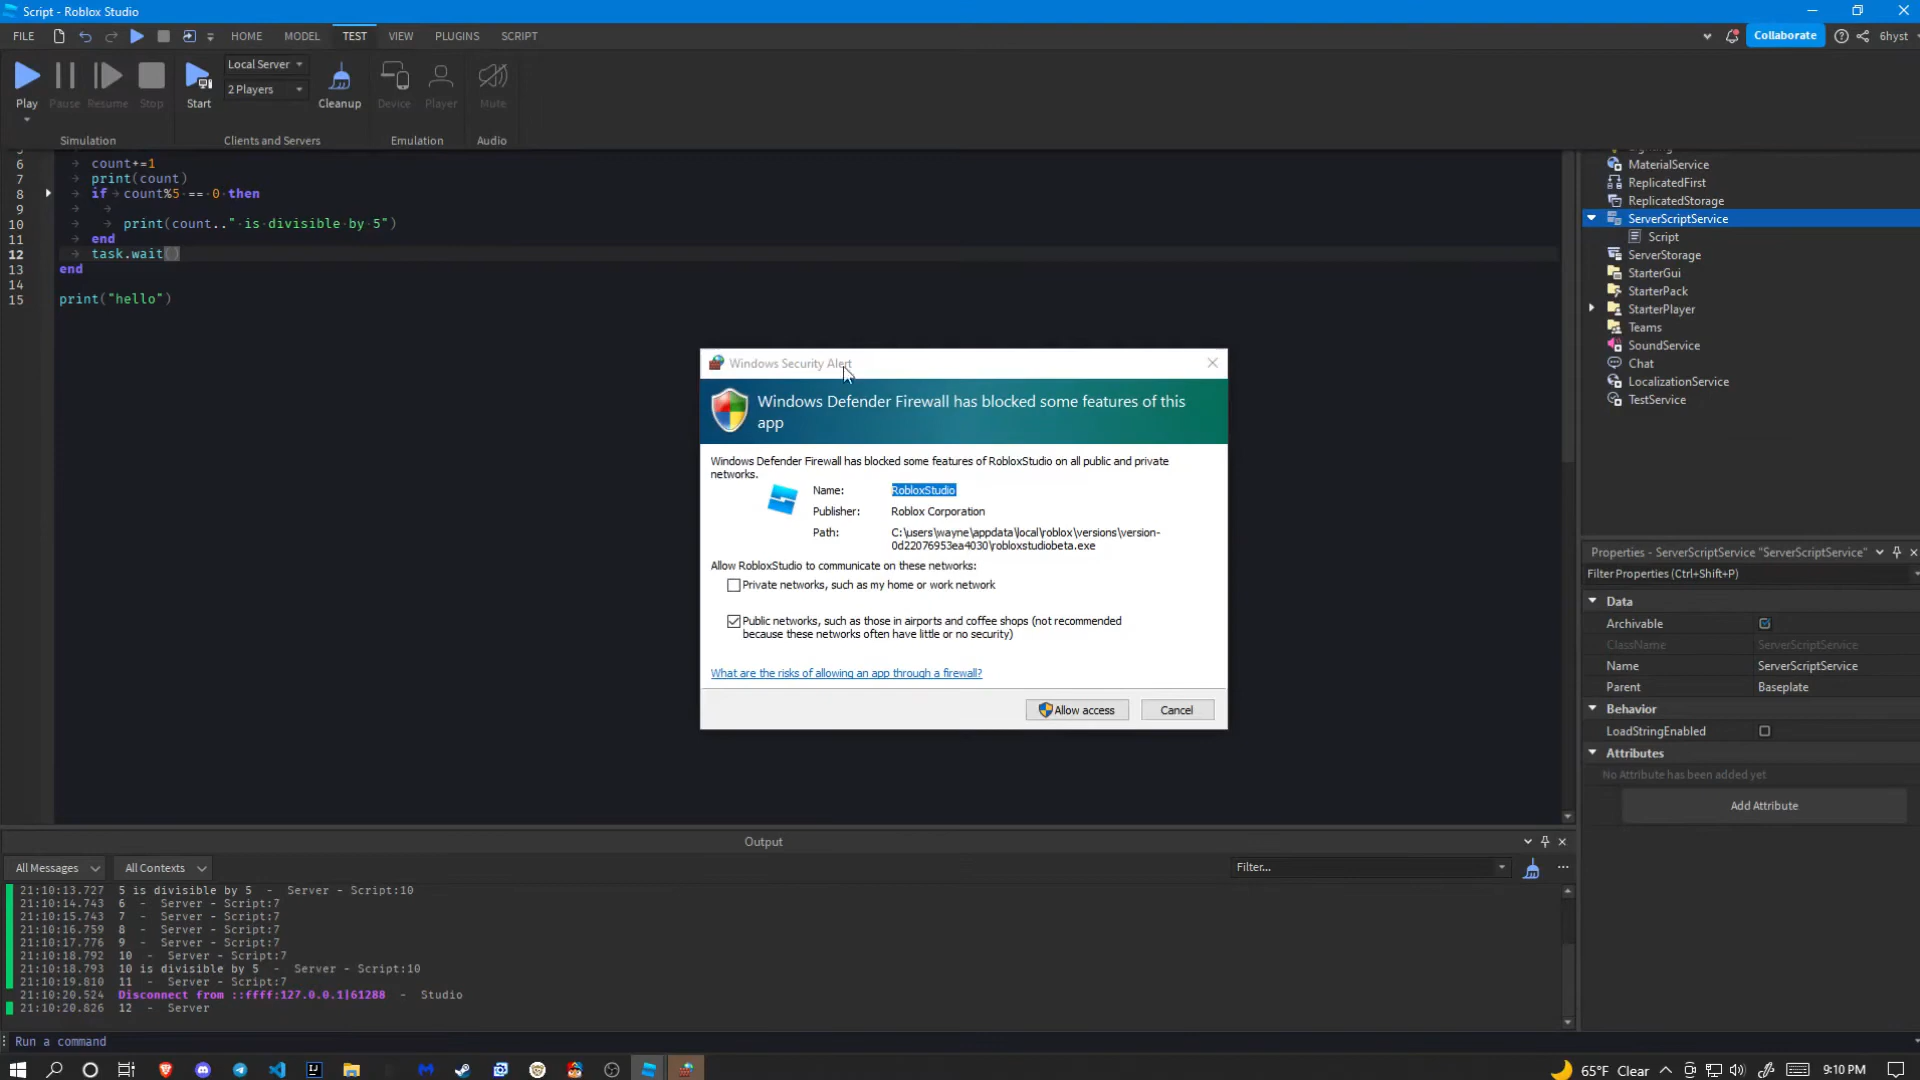 Script - Roblox Studio
FILE HOME MODEL TEST VIEW PLUGINS SCRIPT Collaborate 6hyst
Local Server
2 Players
Play Pause Resume Stop Start Cleanup Device Player Mute
Simulation Clients and Servers Emulation Audio
6 count+=1
7 print(count)
8 if count%5 == 0 then
9
10 print(count.." is divisible by 5")
11 end
12 task.wait()
13 end
14
15 print("hello")
MaterialService
ReplicatedFirst
ReplicatedStorage
ServerScriptService
Script
ServerStorage
StarterGui
StarterPack
StarterPlayer
Teams
SoundService
Chat
LocalizationService
TestService
Windows Security Alert
Windows Defender Firewall has blocked some features of this
app
Windows Defender Firewall has blocked some features of RobloxStudio on all public and private
networks.
Name: RobloxStudio
Publisher: Roblox Corporation
Path: C:\users\wayne\appdata\local\roblox\versions\version-
0d22076953ea4030\robloxstudiobeta.exe
Allow RobloxStudio to communicate on these networks:
Private networks, such as my home or work network
Public networks, such as those in airports and coffee shops (not recommended
because these networks often have little or no security)
What are the risks of allowing an app through a firewall?
Allow access Cancel
Properties - ServerScriptService "ServerScriptService"
Filter Properties (Ctrl+Shift+P)
Data
Archivable
ClassName ServerScriptService
Name ServerScriptService
Parent Baseplate
Behavior
LoadStringEnabled
Attributes
No Attribute has been added yet
Add Attribute
Output
All Messages All Contexts Filter...
21:10:13.727 5 is divisible by 5 - Server - Script:10
21:10:14.743 6 - Server - Script:7
21:10:15.743 7 - Server - Script:7
21:10:16.759 8 - Server - Script:7
21:10:17.776 9 - Server - Script:7
21:10:18.792 10 - Server - Script:7
21:10:18.793 10 is divisible by 5 - Server - Script:10
21:10:19.810 11 - Server - Script:7
21:10:20.524 Disconnect from ::ffff:127.0.0.1|61288 - Studio
21:10:20.826 12 - Server
Run a command
65°F Clear 9:10 PM